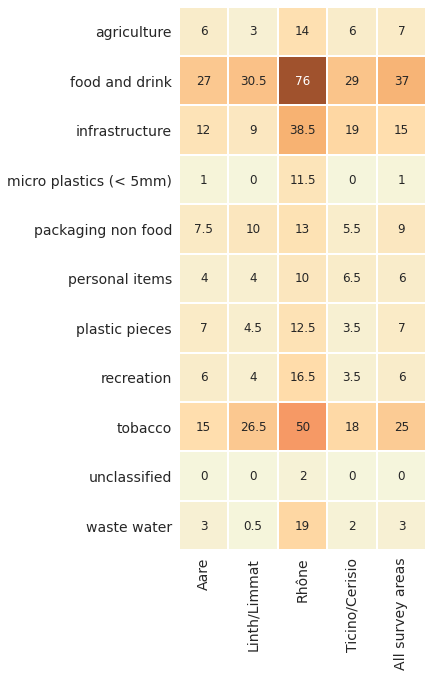 agriculture 6 3 14 6 7
food and drink 27 30.5 76 29 37
infrastructure 12 9 38.5 19 15
micro plastics (< 5mm) 1 0 11.5 0 1
packaging non food 7.5 10 13 5.5 9
personal items 4 4 10 6.5 6
plastic pieces 7 4.5 12.5 3.5 7
recreation 6 4 16.5 3.5 6
tobacco 15 26.5 50 18 25
unclassified 0 0 2 0 0
waste water 3 0.5 19 2 3
Aare
Linth/Limmat
Rhône
Ticino/Cerisio
All survey areas